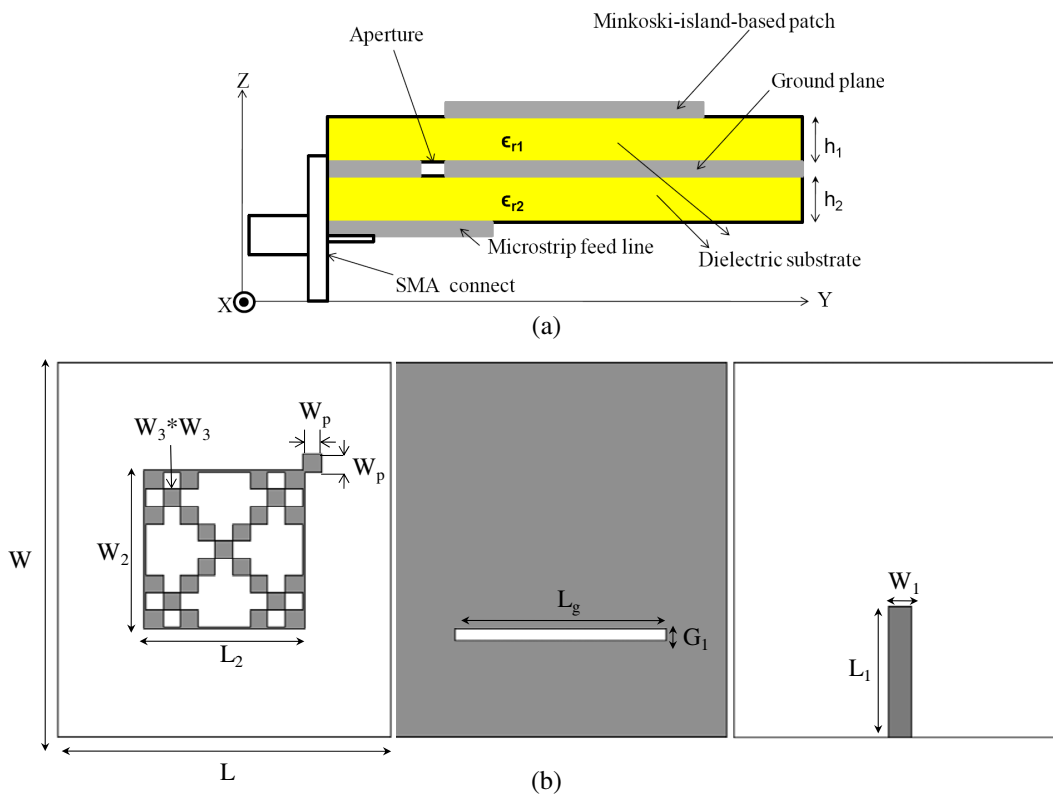 Minkoski-island-based patch
Aperture
Ground plane
Z
ϵr1
h1
ϵr2
h2
Microstrip feed line
Dielectric substrate
SMA connect
X
Y
(a)
Wp
W3*W3
Wp
W
W2
L2
L
Lg
G1
W1
L1
(b)